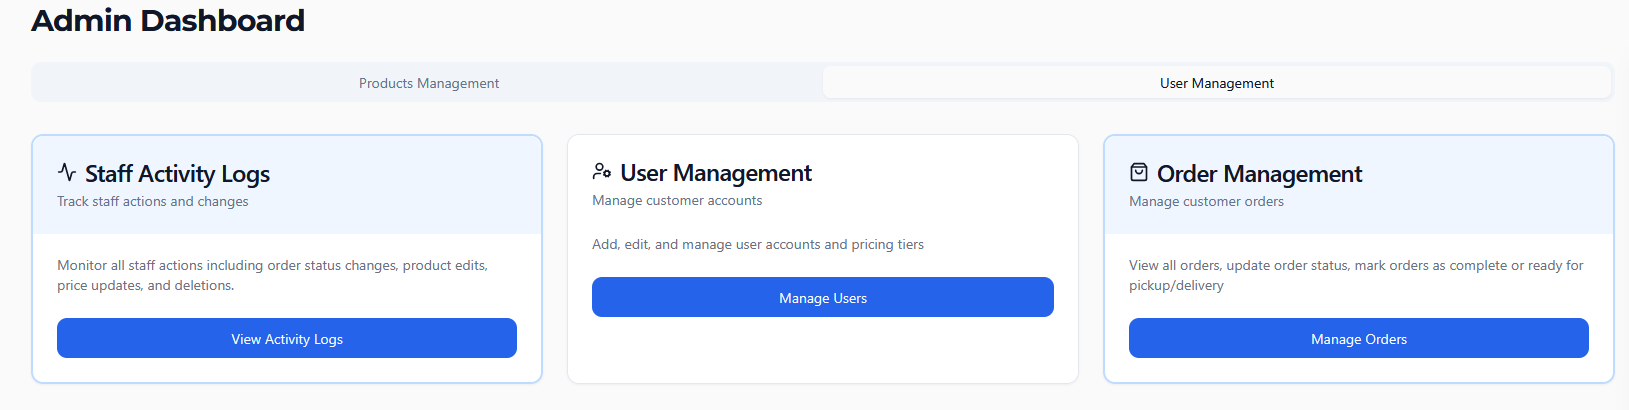 Admin Dashboard
Products Management
User Management
Staff Activity Logs
Track staff actions and changes
Monitor all staff actions including order status changes, product edits,
price updates, and deletions.
View Activity Logs
User Management
Manage customer accounts
Add, edit, and manage user accounts and pricing tiers
Manage Users
Order Management
Manage customer orders
View all orders, update order status, mark orders as complete or ready for
pickup/delivery
Manage Orders